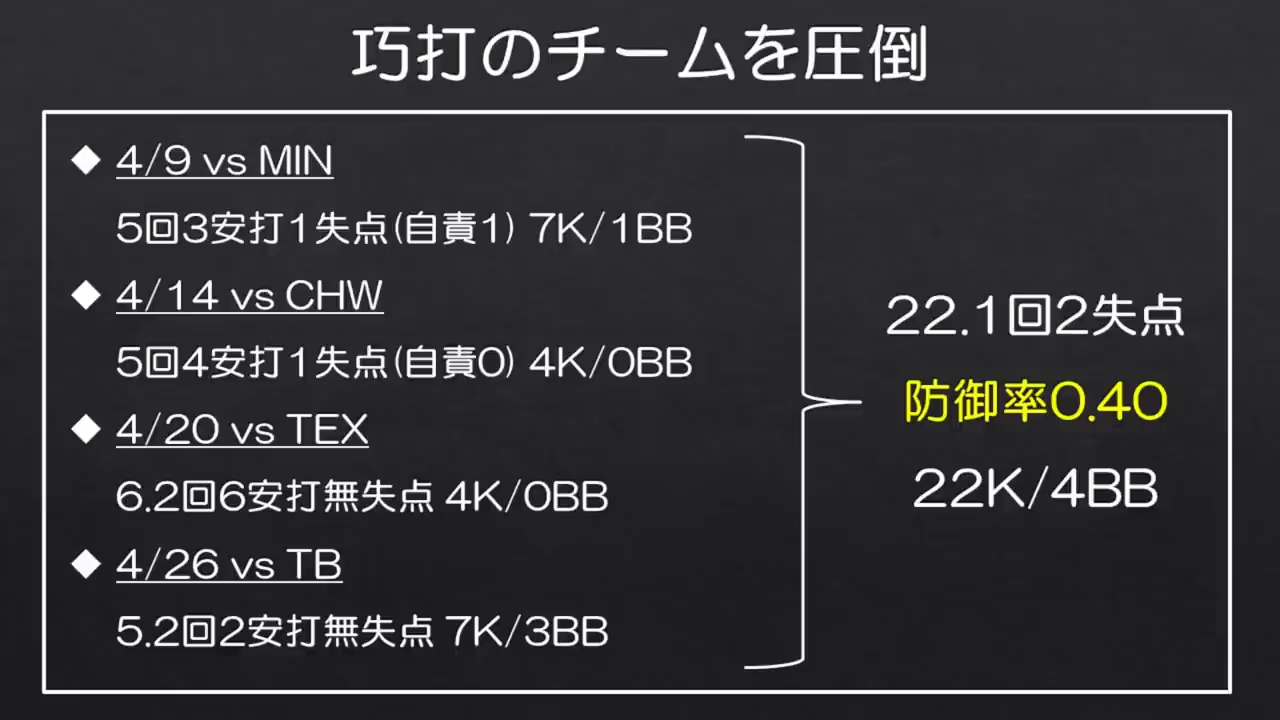 巧打のチームを圧倒
◆ 4/9 vs MIN
5回3安打1失点(自責1) 7K/1BB
◆ 4/14 vs CHW
5回4安打1失点(自責0) 4K/0BB
◆ 4/20 vs TEX
6.2回6安打無失点 4K/0BB
◆ 4/26 vs TB
5.2回2安打無失点 7K/3BB
22.1回2失点
防御率0.40
22K/4BB